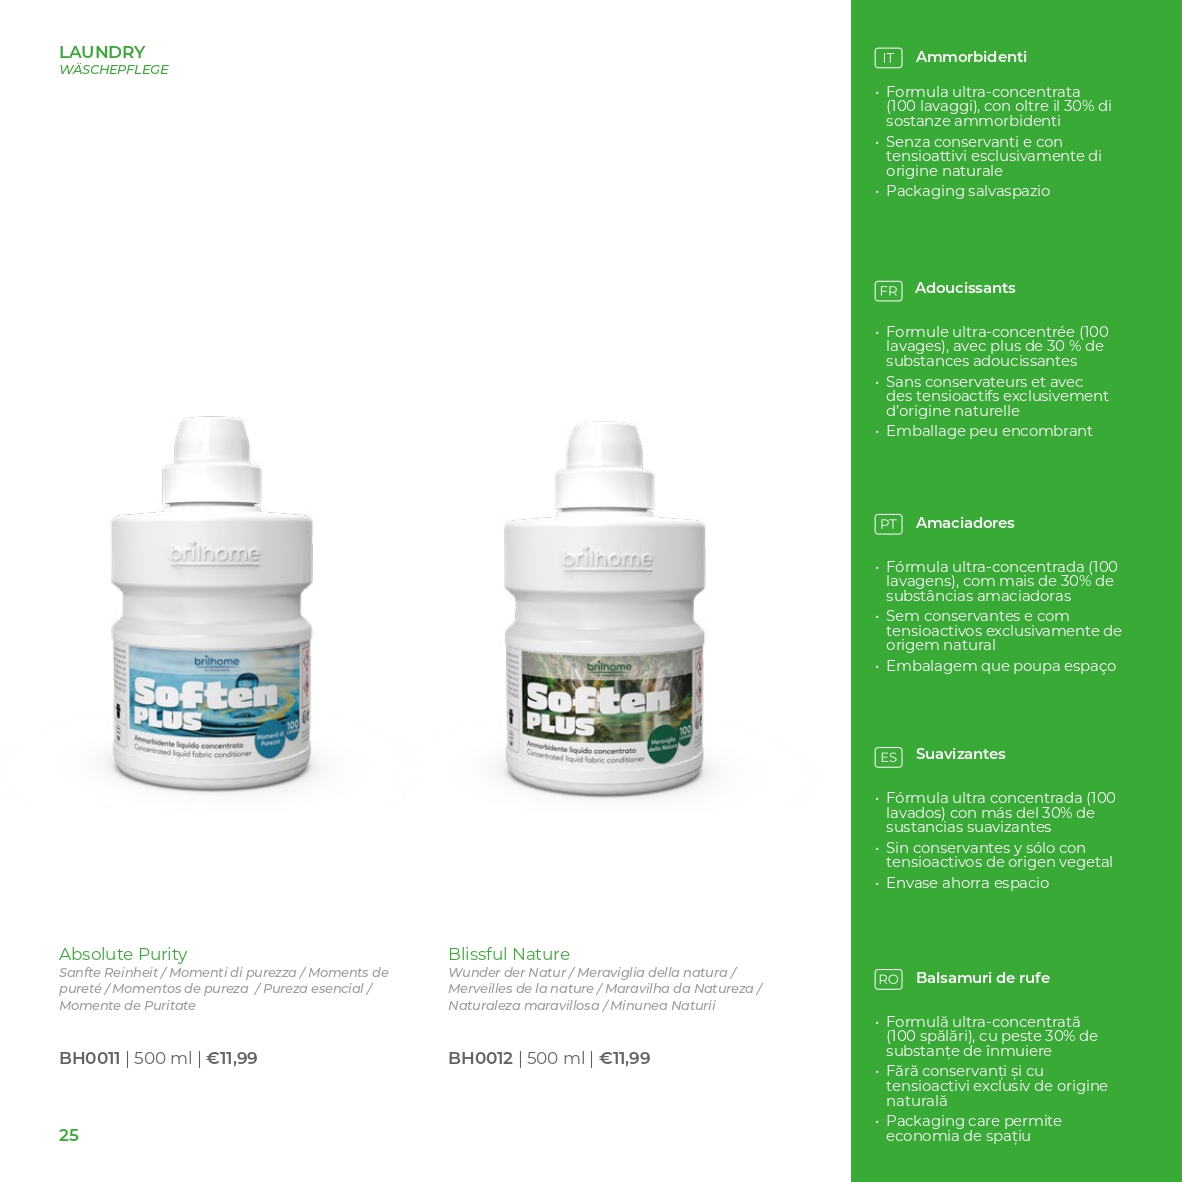 LAUNDRY
WÄSCHEPFLEGE
brilhome
brilhome
Soften
PLUS
100
Momenti di
Purezza
Ammorbidente liquido concentrato
Concentrated liquid fabric conditioner
brilhome
brilhome
Soften
PLUS
100
Meraviglia
della Natura
Ammorbidente liquido concentrato
Concentrated liquid fabric conditioner
Absolute Purity
Sanfte Reinheit / Momenti di purezza / Moments de
pureté / Momentos de pureza / Pureza esencial /
Momente de Puritate
BH0011 | 500 ml | €11,99
Blissful Nature
Wunder der Natur / Meraviglia della natura /
Merveilles de la nature / Maravilha da Natureza /
Naturaleza maravillosa / Minunea Naturii
BH0012 | 500 ml | €11,99
25
IT Ammorbidenti
• Formula ultra-concentrata
(100 lavaggi), con oltre il 30% di
sostanze ammorbidenti
• Senza conservanti e con
tensioattivi esclusivamente di
origine naturale
• Packaging salvaspazio
FR Adoucissants
• Formule ultra-concentrée (100
lavages), avec plus de 30 % de
substances adoucissantes
• Sans conservateurs et avec
des tensioactifs exclusivement
d'origine naturelle
• Emballage peu encombrant
PT Amaciadores
• Fórmula ultra-concentrada (100
lavagens), com mais de 30% de
substâncias amaciadoras
• Sem conservantes e com
tensioactivos exclusivamente de
origem natural
• Embalagem que poupa espaço
ES Suavizantes
• Fórmula ultra concentrada (100
lavados) con más del 30% de
sustancias suavizantes
• Sin conservantes y sólo con
tensioactivos de origen vegetal
• Envase ahorra espacio
RO Balsamuri de rufe
• Formulă ultra-concentrată
(100 spălări), cu peste 30% de
substanțe de înmuiere
• Fără conservanți și cu
tensioactivi exclusiv de origine
naturală
• Packaging care permite
economia de spațiu